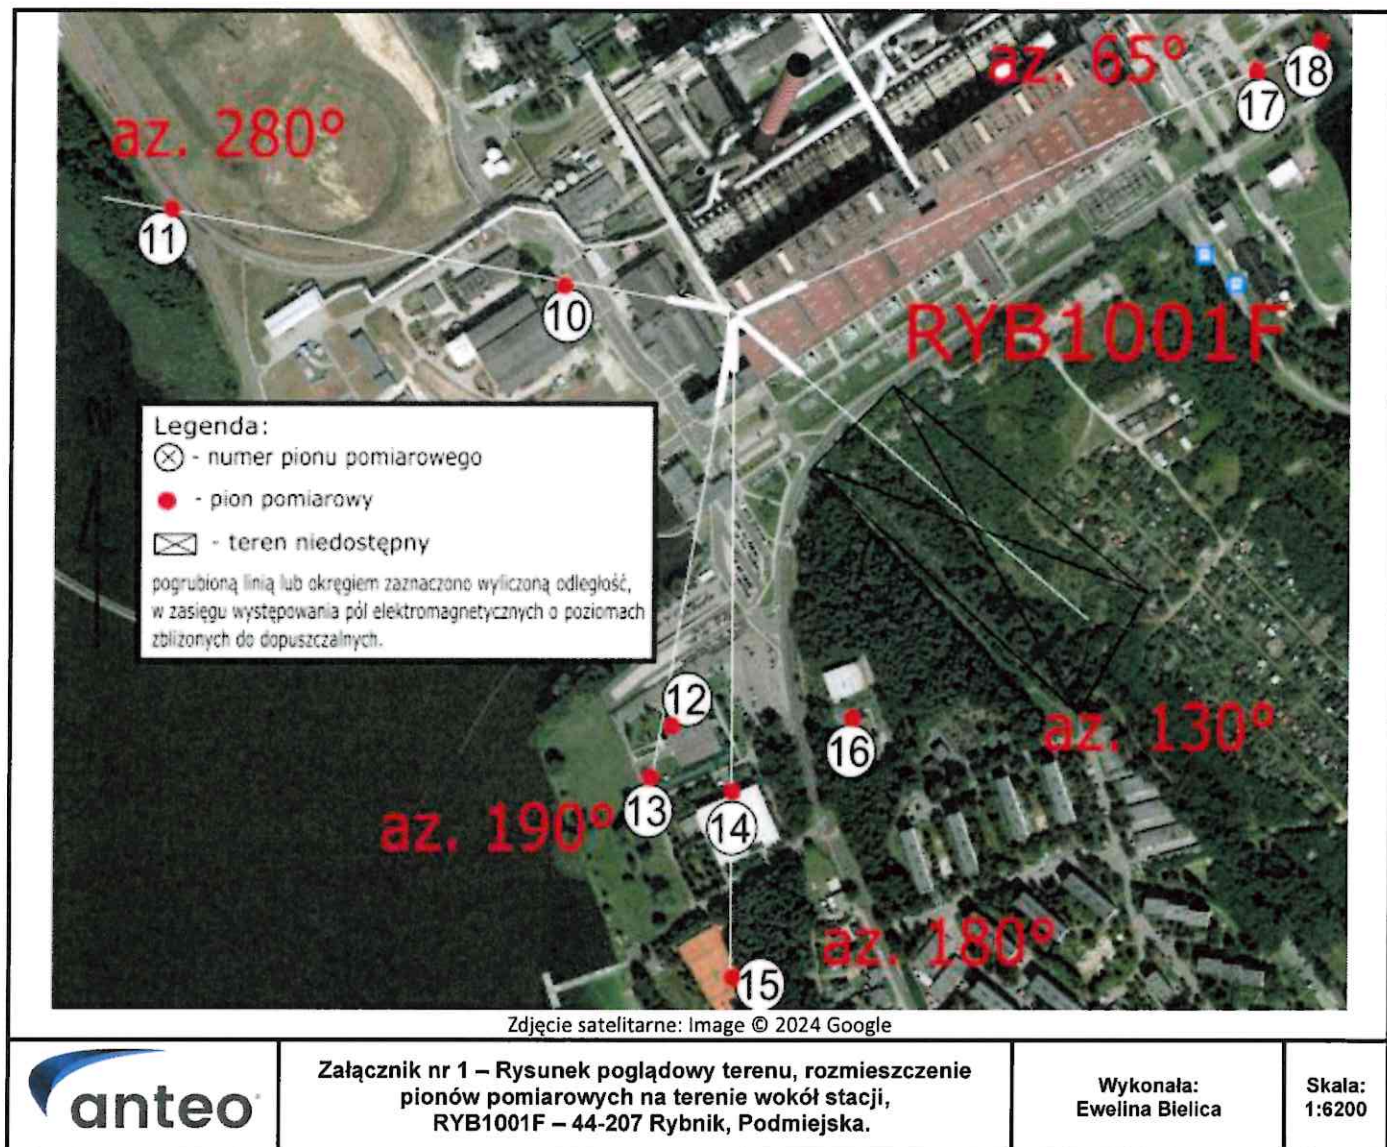 az. 65°
18
17
az. 280°
11
10
RYB1001F
Legenda:
- numer pionu pomiarowego
- pion pomiarowy
- teren niedostępny
pogrubioną linią lub okręgiem zaznaczono wyliczoną odległość,
w zasięgu występowania pól elektromagnetycznych o poziomach
zbliżonych do dopuszczalnych.
12
16
az. 130°
13
az. 190°
14
az. 180°
15
Zdjęcie satelitarne: Image © 2024 Google
anteo
Załącznik nr 1 – Rysunek poglądowy terenu, rozmieszczenie
pionów pomiarowych na terenie wokół stacji,
RYB1001F – 44-207 Rybnik, Podmiejska.
Wykonała:
Ewelina Bielica
Skala:
1:6200